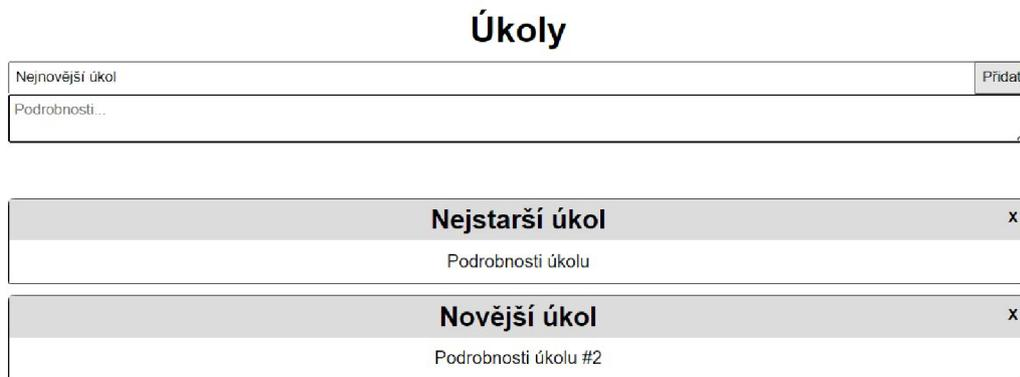 Úkoly
Nejnovější úkol Přidat
Podrobnosti...
Nejstarší úkol x
Podrobnosti úkolu
Novější úkol x
Podrobnosti úkolu #2